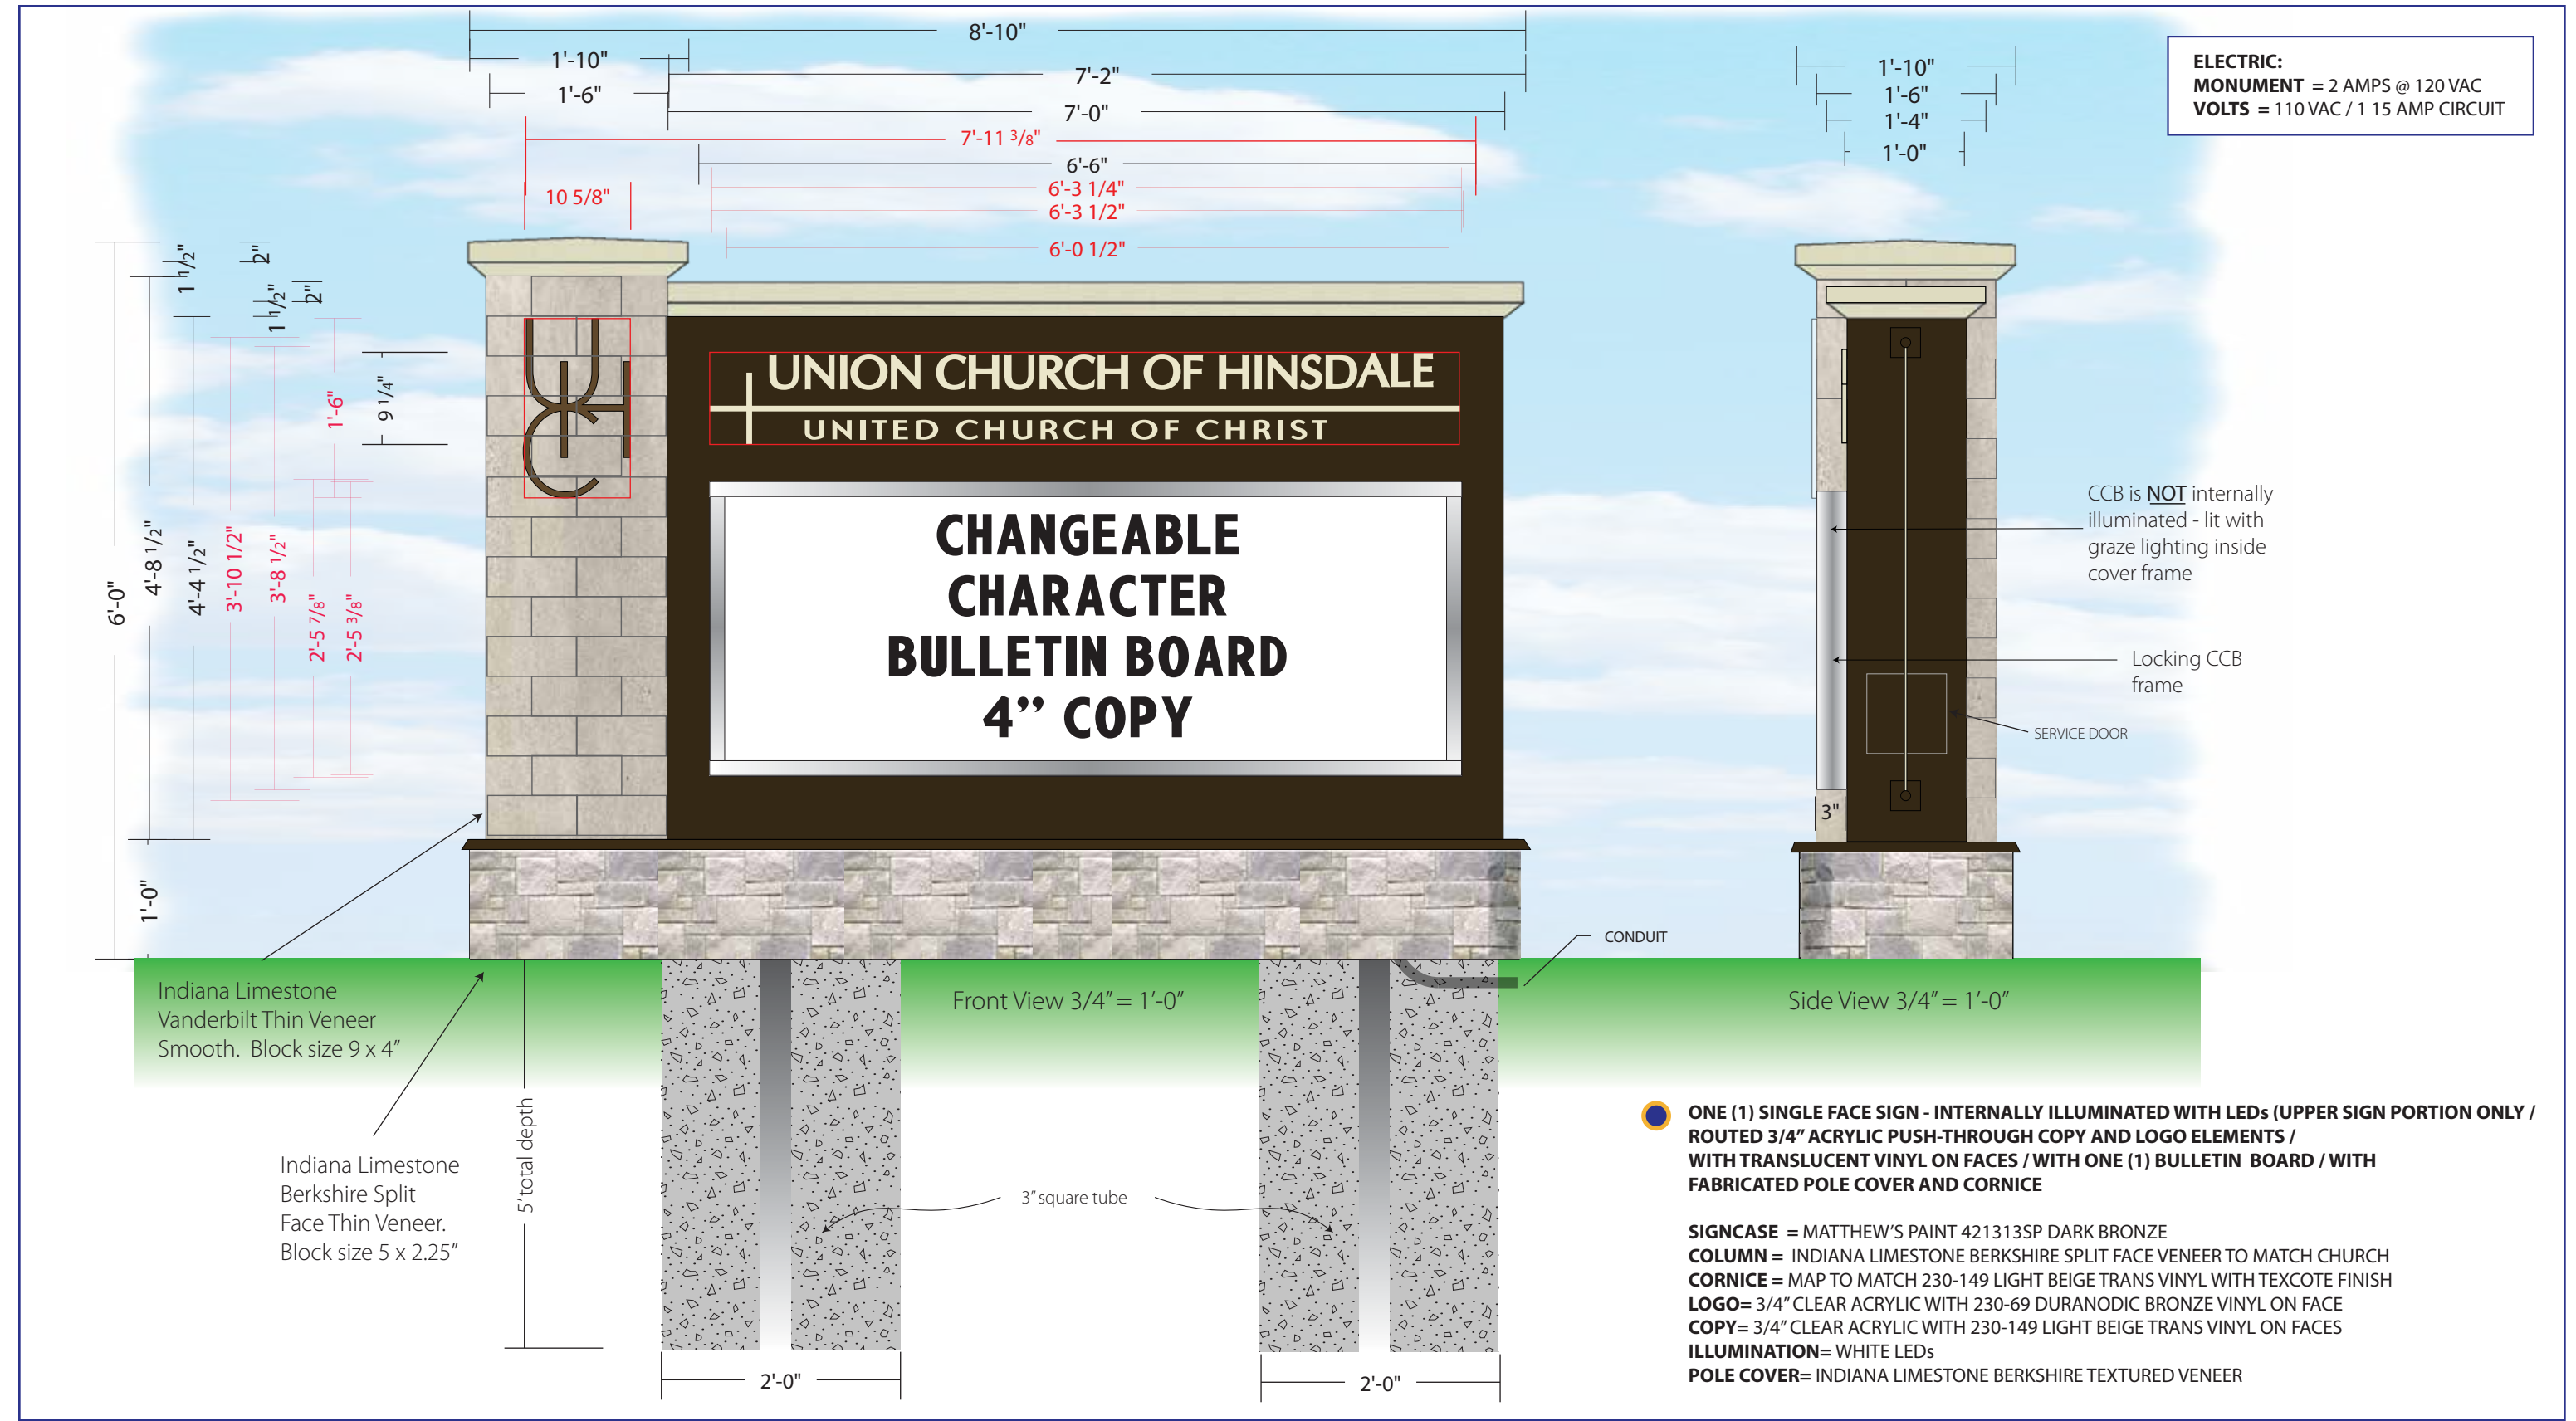 8'-10"
1'-10"
7'-2"
1'-6"
7'-0"
7'-11 3/8"
6'-6"
10 5/8"
6'-3 1/4"
6'-3 1/2"
6'-0 1/2"
1'-10"
1'-6"
1'-4"
1'-0"
ELECTRIC:
MONUMENT = 2 AMPS @ 120 VAC
VOLTS = 110 VAC / 1 15 AMP CIRCUIT
1 1/2"
2"
1 1/2"
2"
1'-6"
9 1/4"
6'-0"
4'-8 1/2"
4'-4 1/2"
3'-10 1/2"
3'-8 1/2"
2'-5 7/8"
2'-5 3/8"
1'-0"
UCH
C
UNION CHURCH OF HINSDALE
UNITED CHURCH OF CHRIST
CHANGEABLE
CHARACTER
BULLETIN BOARD
4" COPY
CCB is NOT internally
illuminated - lit with
graze lighting inside
cover frame
Locking CCB
frame
SERVICE DOOR
3"
CONDUIT
Indiana Limestone
Vanderbilt Thin Veneer
Smooth. Block size 9 x 4"
Front View 3/4" = 1'-0"
Side View 3/4" = 1'-0"
Indiana Limestone
Berkshire Split
Face Thin Veneer.
Block size 5 x 2.25"
5' total depth
3" square tube
2'-0"
2'-0"
ONE (1) SINGLE FACE SIGN - INTERNALLY ILLUMINATED WITH LEDs (UPPER SIGN PORTION ONLY /
ROUTED 3/4" ACRYLIC PUSH-THROUGH COPY AND LOGO ELEMENTS /
WITH TRANSLUCENT VINYL ON FACES / WITH ONE (1) BULLETIN BOARD / WITH
FABRICATED POLE COVER AND CORNICE
SIGNCASE = MATTHEW'S PAINT 421313SP DARK BRONZE
COLUMN = INDIANA LIMESTONE BERKSHIRE SPLIT FACE VENEER TO MATCH CHURCH
CORNICE = MAP TO MATCH 230-149 LIGHT BEIGE TRANS VINYL WITH TEXCOTE FINISH
LOGO= 3/4" CLEAR ACRYLIC WITH 230-69 DURANODIC BRONZE VINYL ON FACE
COPY= 3/4" CLEAR ACRYLIC WITH 230-149 LIGHT BEIGE TRANS VINYL ON FACES
ILLUMINATION= WHITE LEDs
POLE COVER= INDIANA LIMESTONE BERKSHIRE TEXTURED VENEER